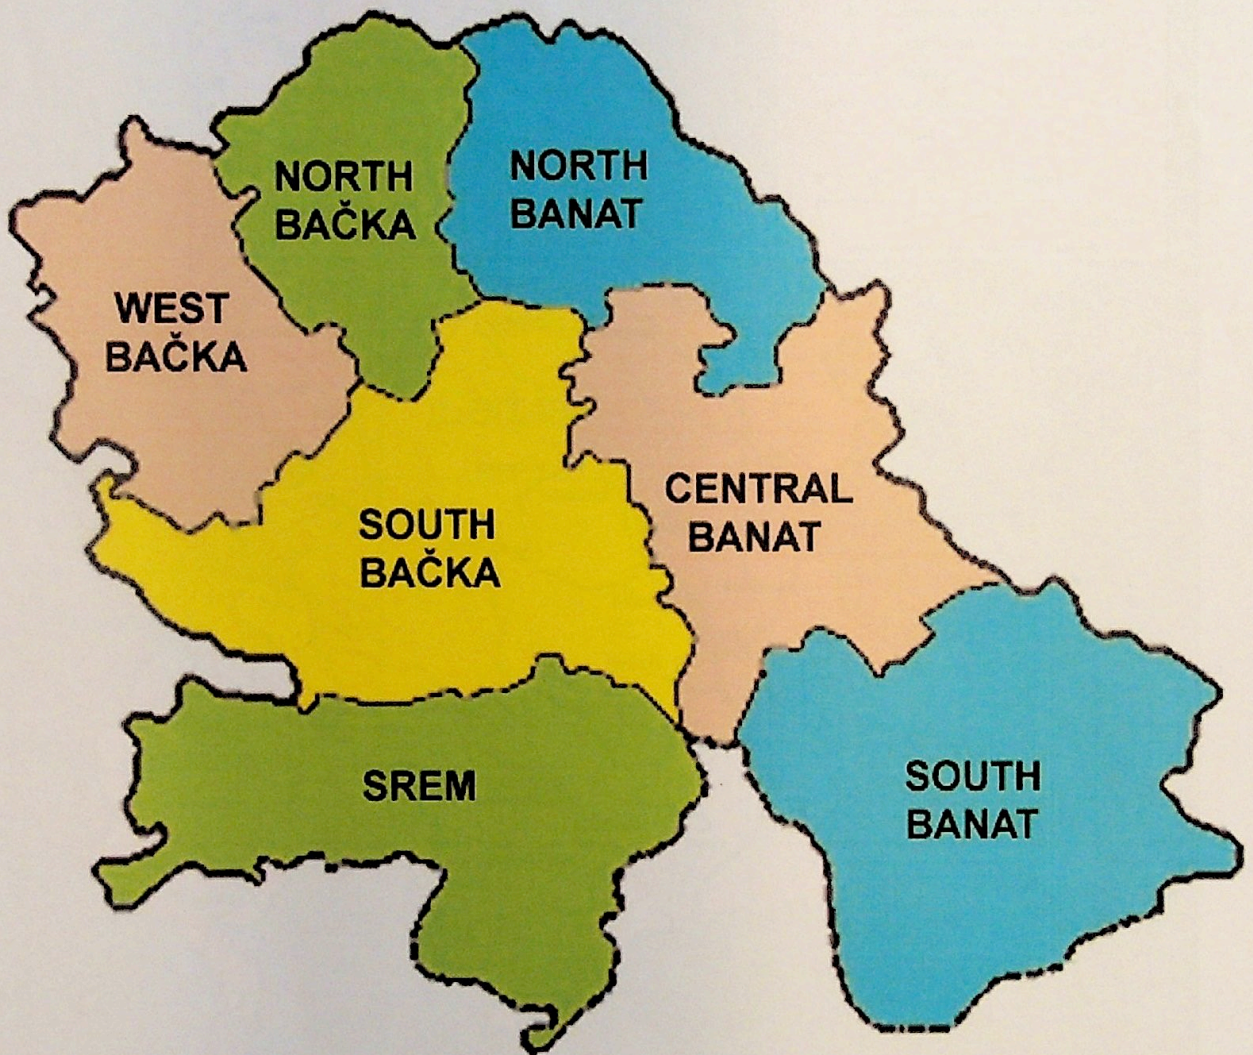 NORTH
BAČKA
NORTH
BANAT
WEST
BAČKA
CENTRAL
BANAT
SOUTH
BAČKA
SREM
SOUTH
BANAT